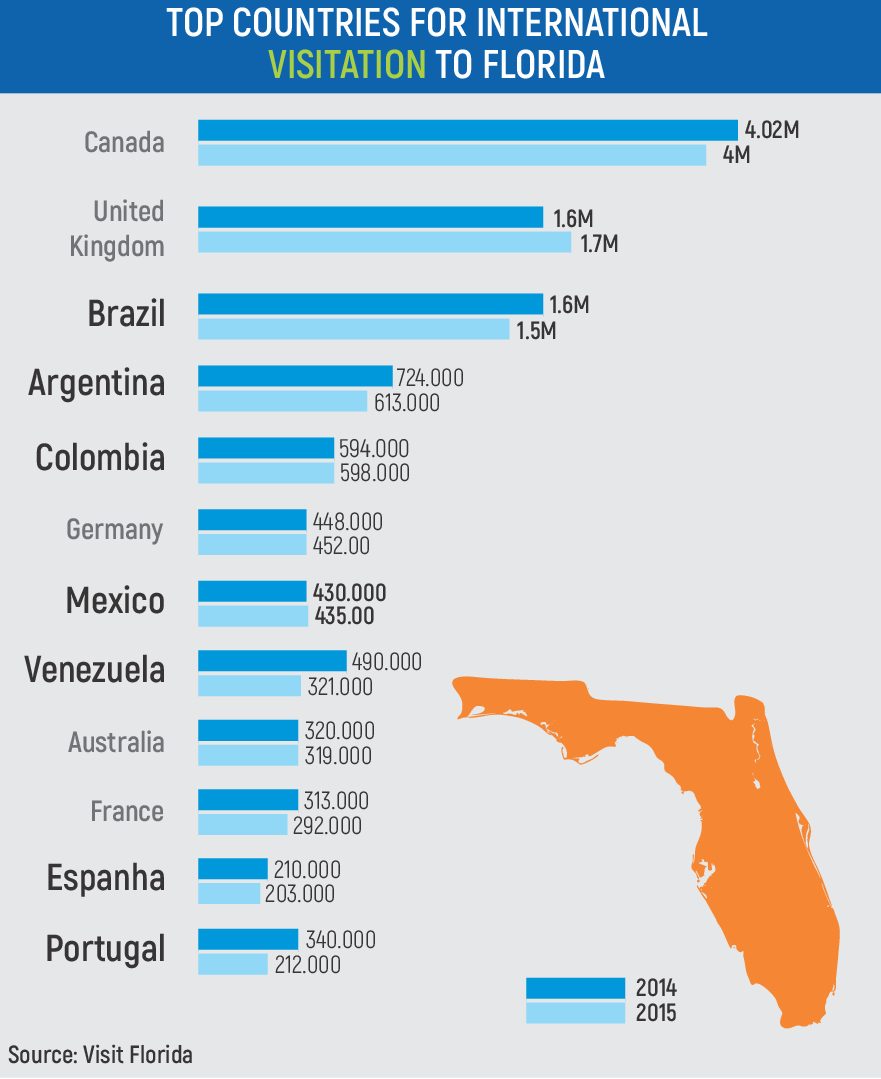 TOP COUNTRIES FOR INTERNATIONAL
VISITATION TO FLORIDA
Canada
4.02M
4M
United
Kingdom
1.6M
1.7M
Brazil
1.6M
1.5M
Argentina
724.000
613.000
Colombia
594.000
598.000
Germany
448.000
452.00
Mexico
430.000
435.00
Venezuela
490.000
321.000
Australia
320.000
319.000
France
313.000
292.000
Espanha
210.000
203.000
Portugal
340.000
212.000
2014
2015
Source: Visit Florida